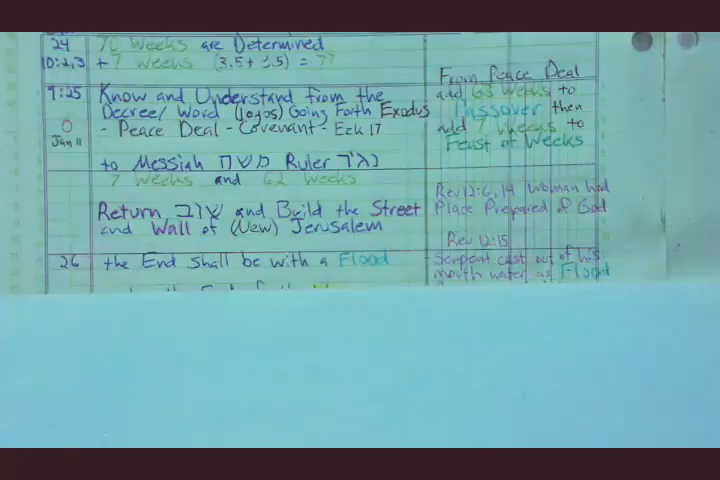 24 70 Weeks are Determined
10:2,3 + 7 weeks (3.5 + 3.5) = 77
9:25 Know and Understand from the
Decree/Word (logos) Going Forth Exodus
- Peace Deal - Covenant - Ezk 17
0
Jan 11
to Messiah משח Ruler נגיד
7 Weeks and 62 Weeks
Return שוב and Build the Street
and Wall of (New) Jerusalem
26 the End shall be with a Flood
From Peace Deal
add 63 weeks to
Passover then
add 7 Weeks to
Feast of Weeks
Rev 12:6,14 Woman had
Place Prepared of God
Rev 12:15
Serpent cast out of his
mouth water as Flood